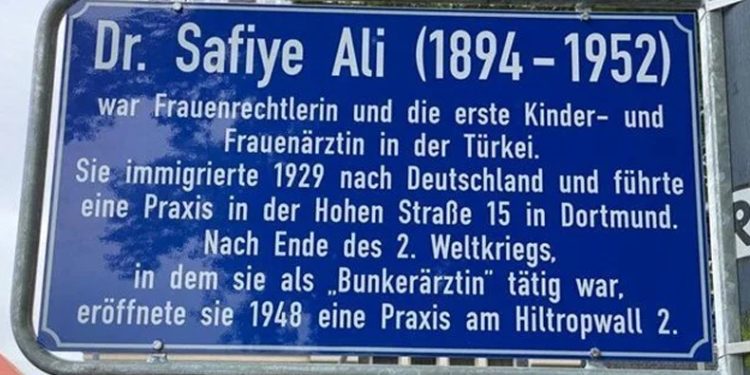 Dr. Safiye Ali (1894 – 1952)
war Frauenrechtlerin und die erste Kinder- und
Frauenärztin in der Türkei.
Sie immigrierte 1929 nach Deutschland und führte
eine Praxis in der Hohen Straße 15 in Dortmund.
Nach Ende des 2. Weltkriegs,
in dem sie als „Bunkerärztin" tätig war,
eröffnete sie 1948 eine Praxis am Hiltropwall 2.